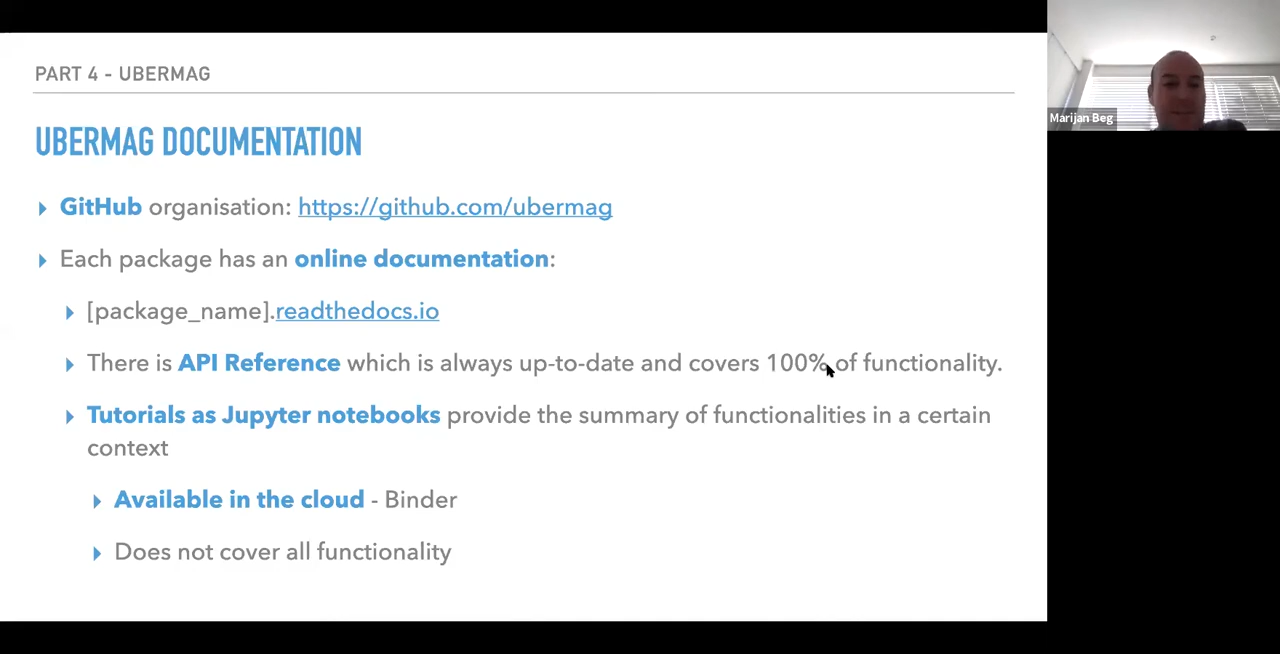 PART 4 - UBERMAG
Marijan Beg
UBERMAG DOCUMENTATION
GitHub organisation: https://github.com/ubermag
Each package has an online documentation:
[package_name].readthedocs.io
There is API Reference which is always up-to-date and covers 100% of functionality.
Tutorials as Jupyter notebooks provide the summary of functionalities in a certain
context
Available in the cloud - Binder
Does not cover all functionality